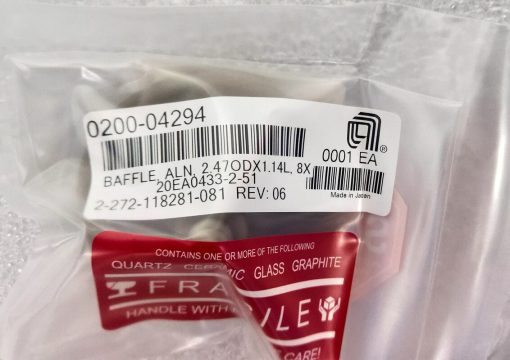 0200-04294
0001 EA
BAFFLE, ALN, 2.47ODX1.14L, 8X
20EA0433-2-51
2-272-118281-081 REV: 06
Made in Japan
CONTAINS ONE OR MORE OF THE FOLLOWING
QUARTZ CERAMIC GLASS GRAPHITE
HANDLE WITH
CARE!